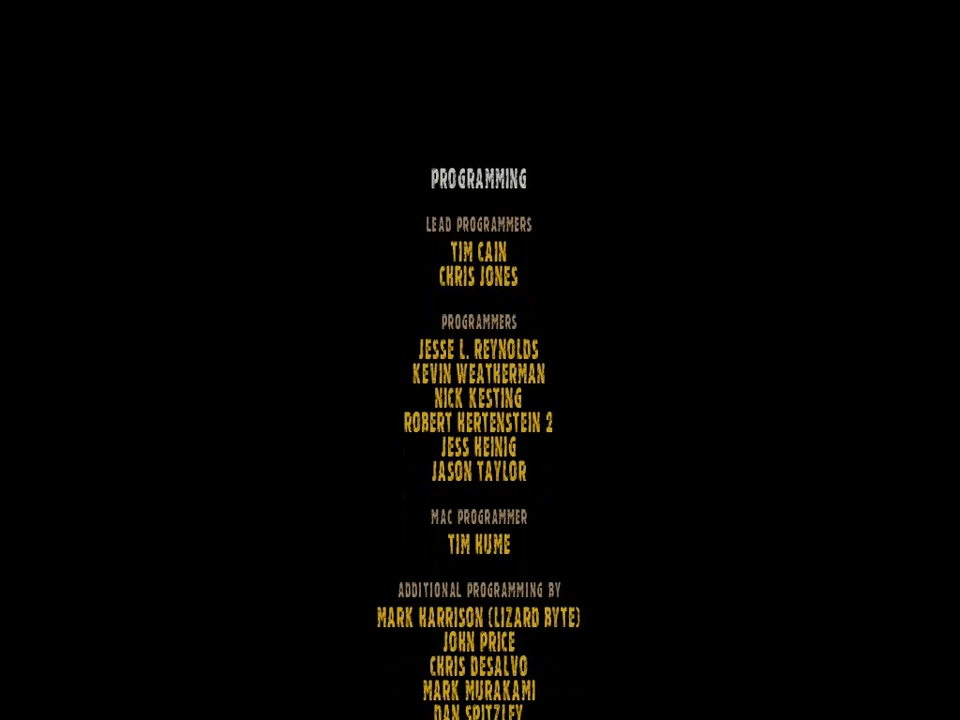 PROGRAMMING
LEAD PROGRAMMERS
TIM CAIN
CHRIS JONES
PROGRAMMERS
JESSE L. REYNOLDS
KEVIN WEATHERMAN
NICK KESTING
ROBERT HERTENSTEIN 2
JESS HEINIG
JASON TAYLOR
MAC PROGRAMMER
TIM HUME
ADDITIONAL PROGRAMMING BY
MARK HARRISON (LIZARD BYTE)
JOHN PRICE
CHRIS DESALVO
MARK MURAKAMI
DAN SPITZLEY